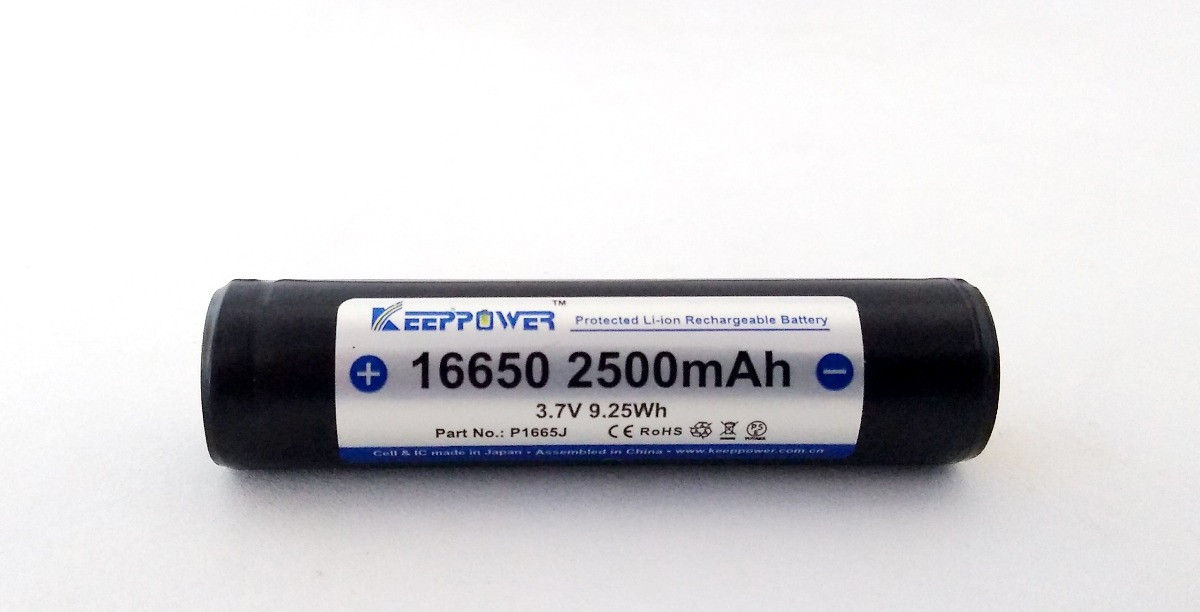 KEEPPOWER™ Protected Li-ion Rechargeable Battery
+ 16650 2500mAh −
3.7V 9.25Wh
Part No.: P1665J CE RoHS PS
Cell & IC made in Japan • Assembled in China • www.keeppower.com.cn